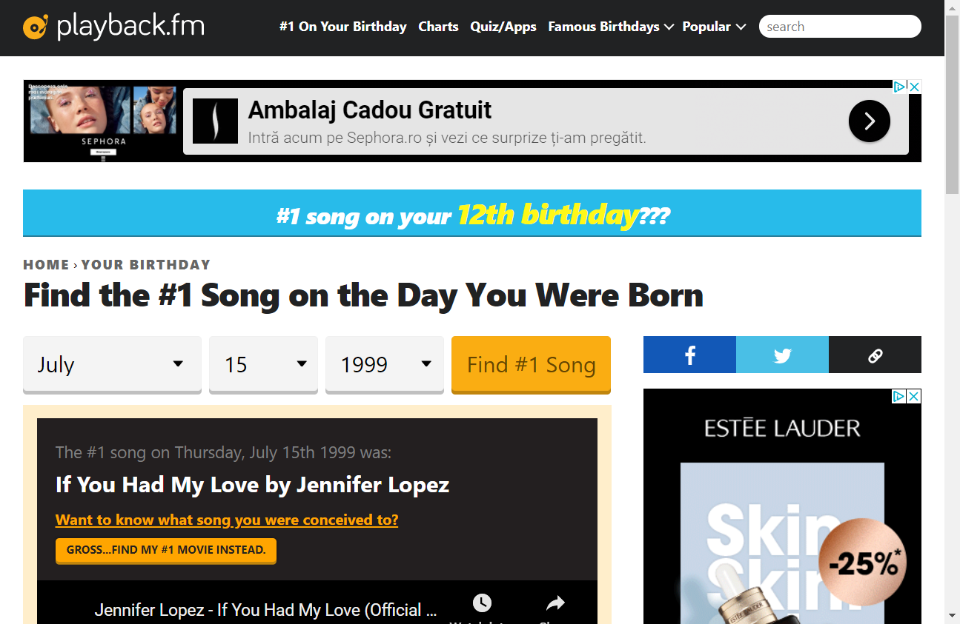 playback.fm
#1 On Your Birthday Charts Quiz/Apps Famous Birthdays Popular search
SEPHORA
Ambalaj Cadou Gratuit
Intră acum pe Sephora.ro și vezi ce surprize ți-am pregătit.
#1 song on your 12th birthday???
HOME › YOUR BIRTHDAY
Find the #1 Song on the Day You Were Born
July 15 1999 Find #1 Song
The #1 song on Thursday, July 15th 1999 was:
If You Had My Love by Jennifer Lopez
Want to know what song you were conceived to?
GROSS...FIND MY #1 MOVIE INSTEAD.
Jennifer Lopez - If You Had My Love (Official ...
ESTĒE LAUDER
Skin
Skin
-25%*